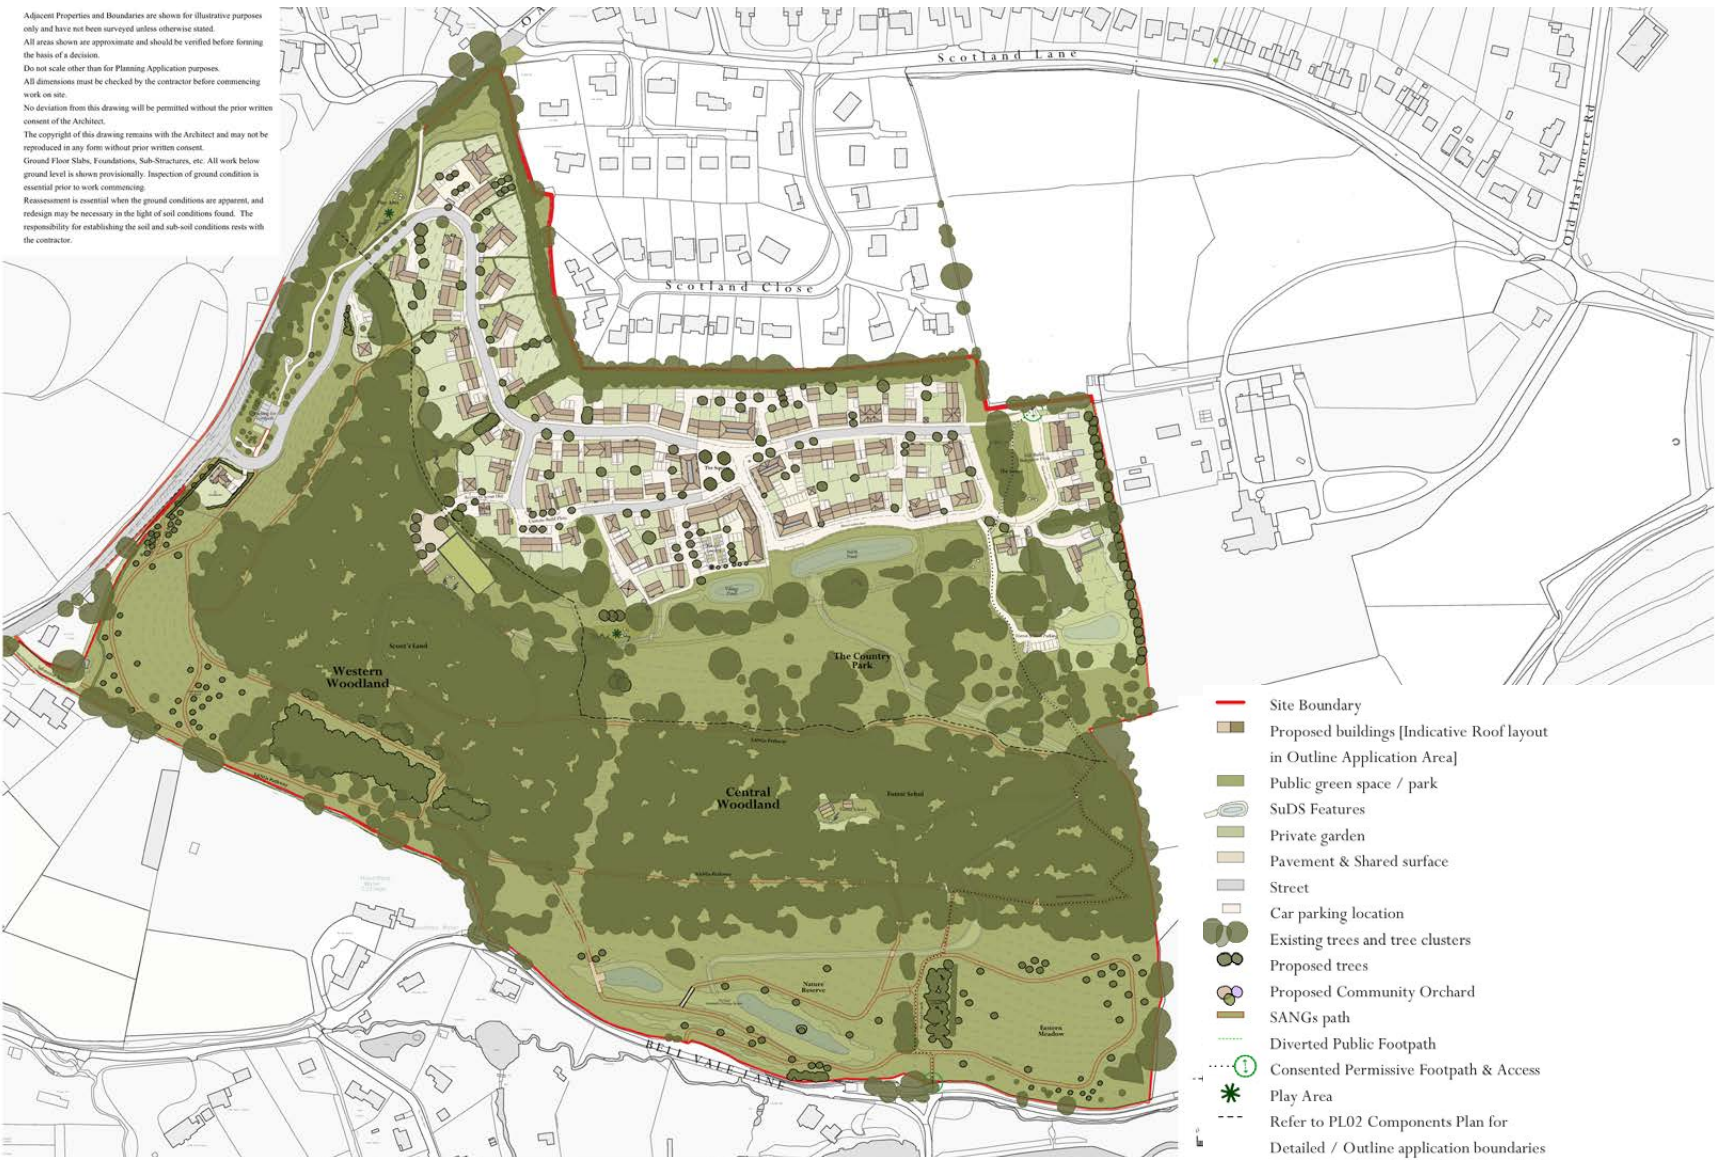 Adjacent Properties and Boundaries are shown for illustrative purposes
only and have not been surveyed unless otherwise stated.
All areas shown are approximate and should be verified before forming
the basis of a decision.
Do not scale other than for Planning Application purposes.
All dimensions must be checked by the contractor before commencing
work on site.
No deviation from this drawing will be permitted without the prior written
consent of the Architect.
The copyright of this drawing remains with the Architect and may not be
reproduced in any form without prior written consent.
Ground Floor Slabs, Foundations, Sub-Structures, etc. All work below
ground level is shown provisionally. Inspection of ground condition is
essential prior to work commencing.
Reassessment is essential when the ground conditions are apparent, and
redesign may be necessary in the light of soil conditions found. The
responsibility for establishing the soil and sub-soil conditions rests with
the contractor.
Scotland Lane
Old Haslemere Rd
Scotland Close
The Square
Scout's Land
Western
Woodland
The Country
Park
Central
Woodland
Forest School
Nature
Reserve
Eastern
Meadow
BELL VALE LANE
Site Boundary
Proposed buildings [Indicative Roof layout
in Outline Application Area]
Public green space / park
SuDS Features
Private garden
Pavement & Shared surface
Street
Car parking location
Existing trees and tree clusters
Proposed trees
Proposed Community Orchard
SANGs path
Diverted Public Footpath
Consented Permissive Footpath & Access
Play Area
Refer to PL02 Components Plan for
Detailed / Outline application boundaries